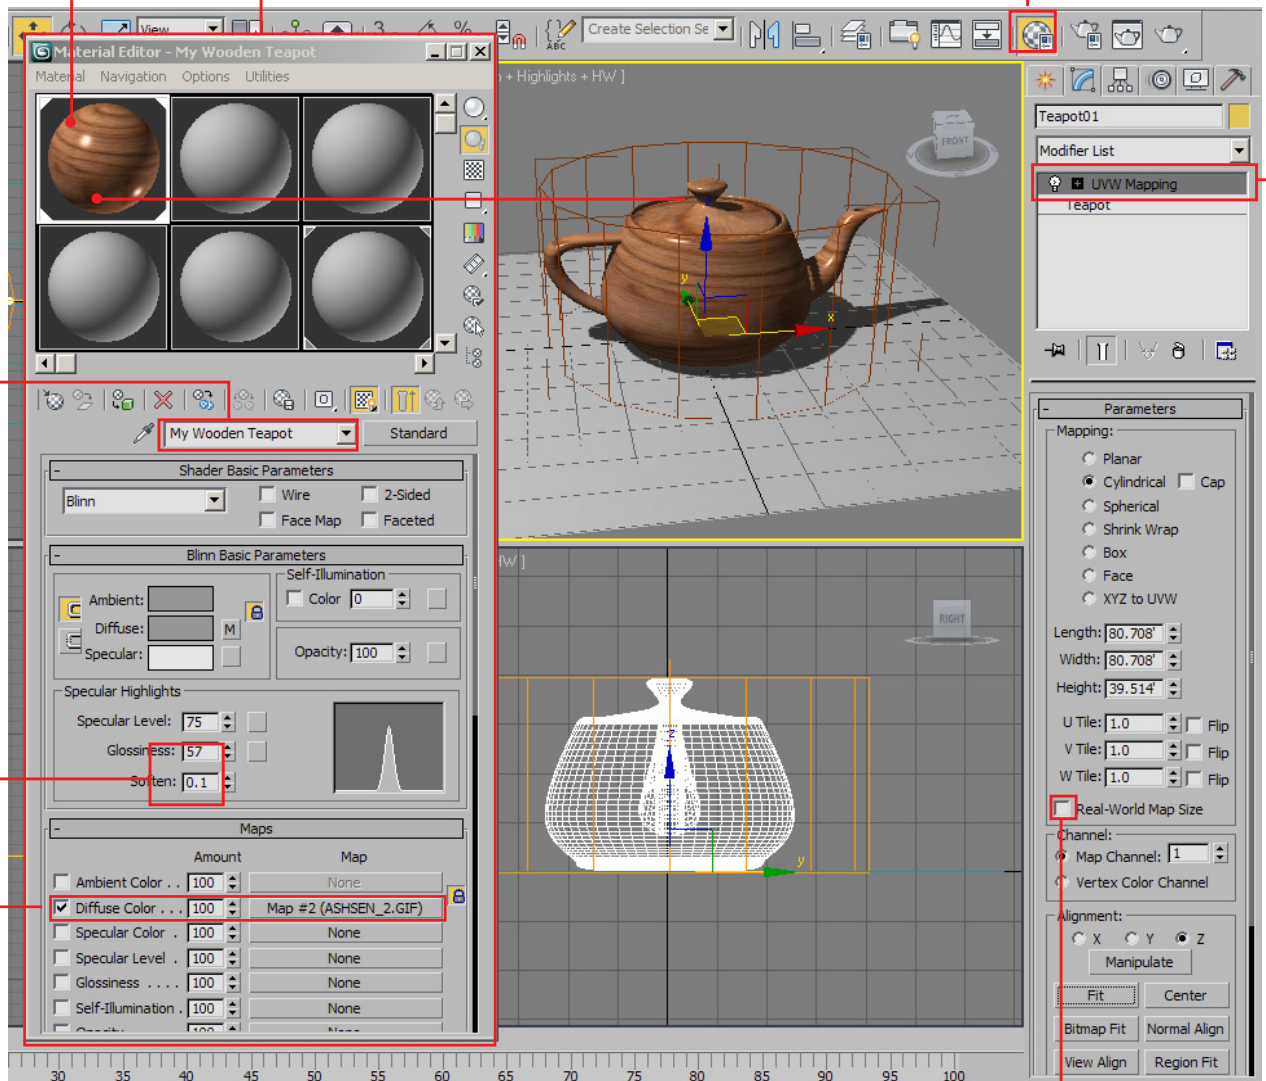 View
3
%
ABC
Create Selection Se
Material Editor - My Wooden Teapot
Material Navigation Options Utilities
n + Highlights + HW ]
FRONT
z
y
x
Teapot01
Modifier List
UVW Mapping
Teapot
My Wooden Teapot
Standard
Shader Basic Parameters
Blinn
Wire
2-Sided
Face Map
Faceted
Blinn Basic Parameters
Ambient:
Diffuse:
M
Specular:
Self-Illumination
Color 0
Opacity: 100
Specular Highlights
Specular Level: 75
Glossiness: 57
Soften: 0.1
Maps
Amount Map
Ambient Color . . 100 None
Diffuse Color . . . 100 Map #2 (ASHSEN_2.GIF)
Specular Color . 100 None
Specular Level . 100 None
Glossiness . . . . 100 None
Self-Illumination . 100 None
Opacity 100 None
HW ]
RIGHT
z
y
Parameters
Mapping:
Planar
Cylindrical Cap
Spherical
Shrink Wrap
Box
Face
XYZ to UVW
Length: 80.708'
Width: 80.708'
Height: 39.514'
U Tile: 1.0 Flip
V Tile: 1.0 Flip
W Tile: 1.0 Flip
Real-World Map Size
Channel:
Map Channel: 1
Vertex Color Channel
Alignment:
X Y Z
Manipulate
Fit Center
Bitmap Fit Normal Align
View Align Region Fit
30 35 40 45 50 55 60 65 70 75 80 85 90 95 100